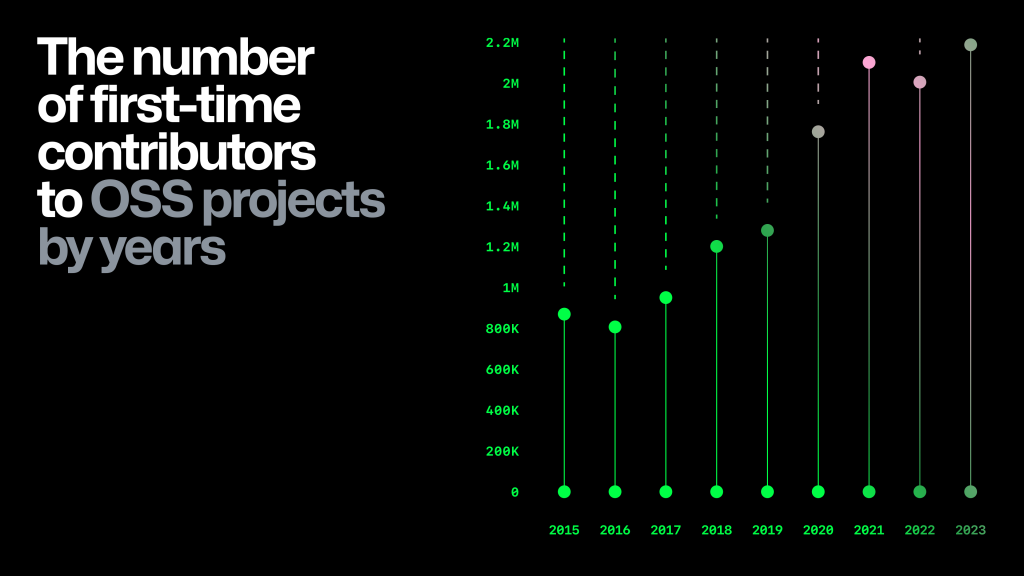 The number
of first-time
contributors
to OSS projects
by years
2.2M
2M
1.8M
1.6M
1.4M
1.2M
1M
800K
600K
400K
200K
0
2015 2016 2017 2018 2019 2020 2021 2022 2023